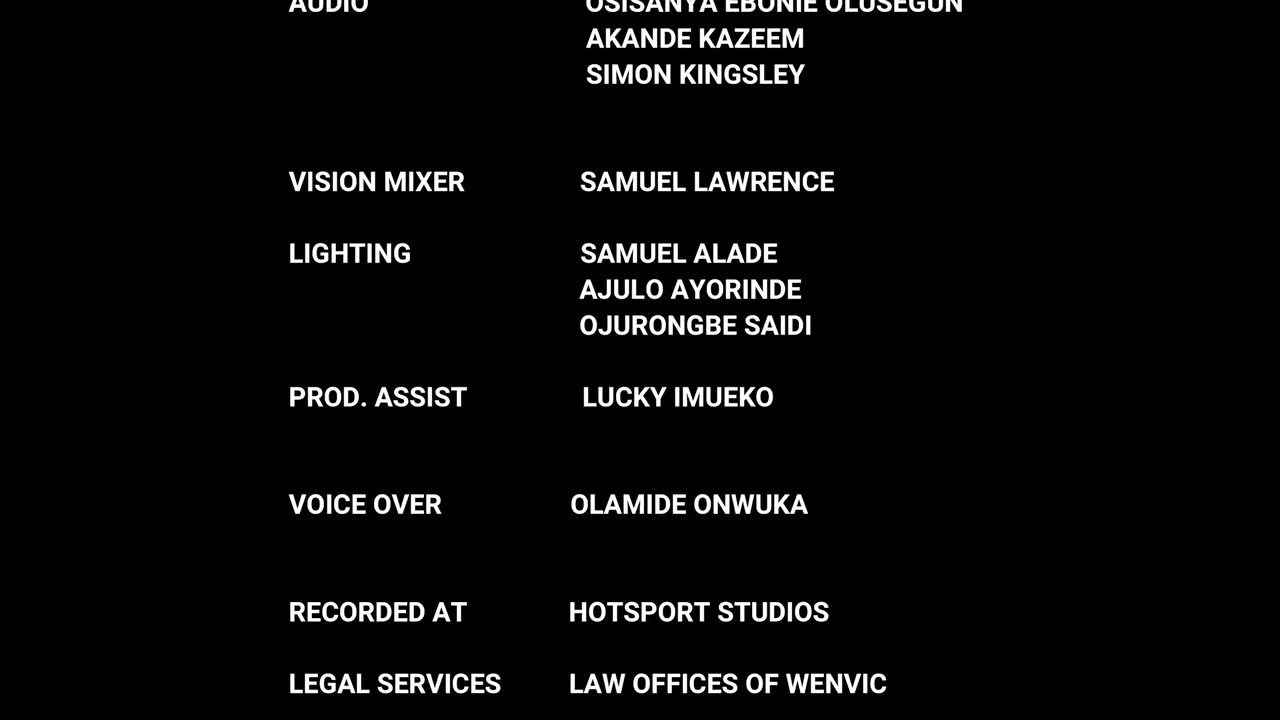 AUDIO OSISANYA EBONIE OLUSEGUN
AKANDE KAZEEM
SIMON KINGSLEY
VISION MIXER SAMUEL LAWRENCE
LIGHTING SAMUEL ALADE
AJULO AYORINDE
OJURONGBE SAIDI
PROD. ASSIST LUCKY IMUEKO
VOICE OVER OLAMIDE ONWUKA
RECORDED AT HOTSPORT STUDIOS
LEGAL SERVICES LAW OFFICES OF WENVIC